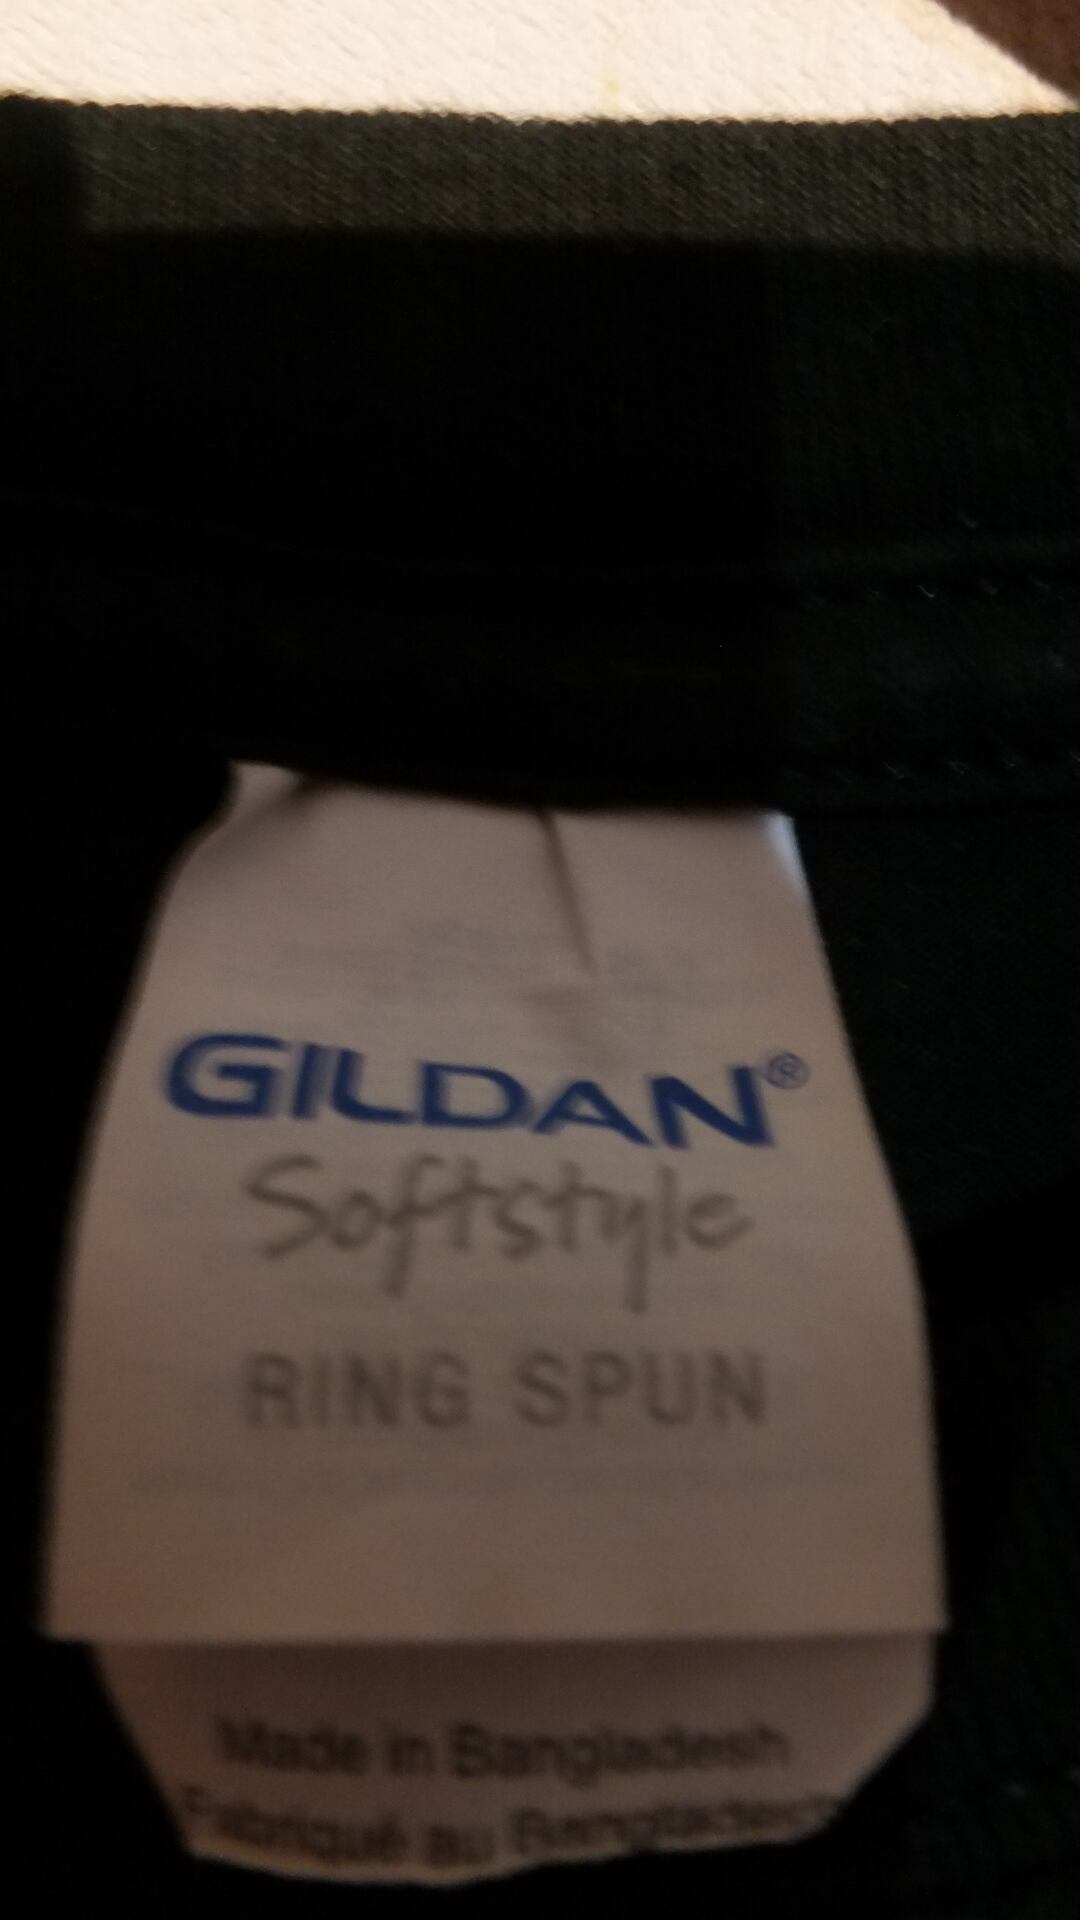 GILDAN®
Softstyle
RING SPUN
Made in Bangladesh
Fabriqué au Bangladesh